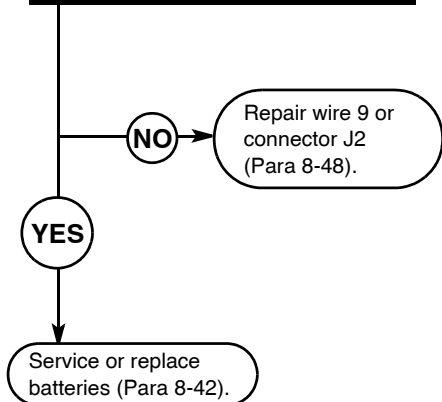 NO
Repair wire 9 or
connector J2
(Para 8-48).
YES
Service or replace
batteries (Para 8-42).